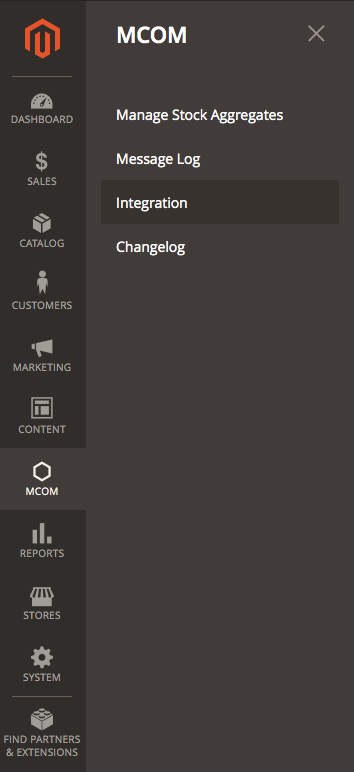 MCOM
Manage Stock Aggregates
Message Log
Integration
Changelog
DASHBOARD
$
SALES
CATALOG
CUSTOMERS
MARKETING
CONTENT
MCOM
REPORTS
STORES
SYSTEM
FIND PARTNERS
& EXTENSIONS